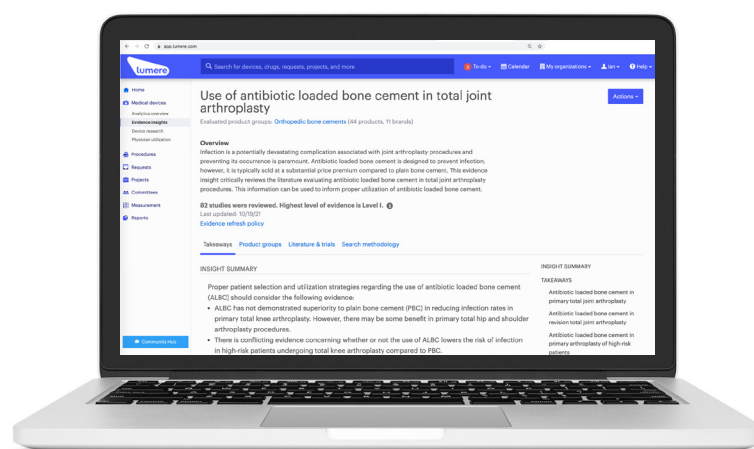 app.lumere.com
lumere
Search for devices, drugs, requests, projects, and more
To-do
Calendar
My organizations
Ian
Help
Home
Medical devices
Analytics overview
Evidence insights
Device research
Physician utilization
Procedures
Requests
Projects
Committees
Measurement
Reports
Community Hub
Use of antibiotic loaded bone cement in total joint
arthroplasty
Actions
Evaluated product groups: Orthopedic bone cements (44 products, 11 brands)
Overview
Infection is a potentially devastating complication associated with joint arthroplasty procedures and
preventing its occurrence is paramount. Antibiotic loaded bone cement is designed to prevent infection;
however, it is typically sold at a substantial price premium compared to plain bone cement. This evidence
insight critically reviews the literature evaluating antibiotic loaded bone cement in total joint arthroplasty
procedures. This information can be used to inform proper utilization of antibiotic loaded bone cement.
82 studies were reviewed. Highest level of evidence is Level I.
Last updated: 10/19/21
Evidence refresh policy
Takeaways Product groups Literature & trials Search methodology
INSIGHT SUMMARY
Proper patient selection and utilization strategies regarding the use of antibiotic loaded bone cement
(ALBC) should consider the following evidence:
• ALBC has not demonstrated superiority to plain bone cement (PBC) in reducing infection rates in
primary total knee arthroplasty. However, there may be some benefit in primary total hip and shoulder
arthroplasty procedures.
• There is conflicting evidence concerning whether or not the use of ALBC lowers the risk of infection
in high-risk patients undergoing total knee arthroplasty compared to PBC.
INSIGHT SUMMARY
TAKEAWAYS
Antibiotic loaded bone cement in
primary total joint arthroplasty
Antibiotic loaded bone cement in
revision total joint arthroplasty
Antibiotic loaded bone cement in
primary arthroplasty of high-risk
patients